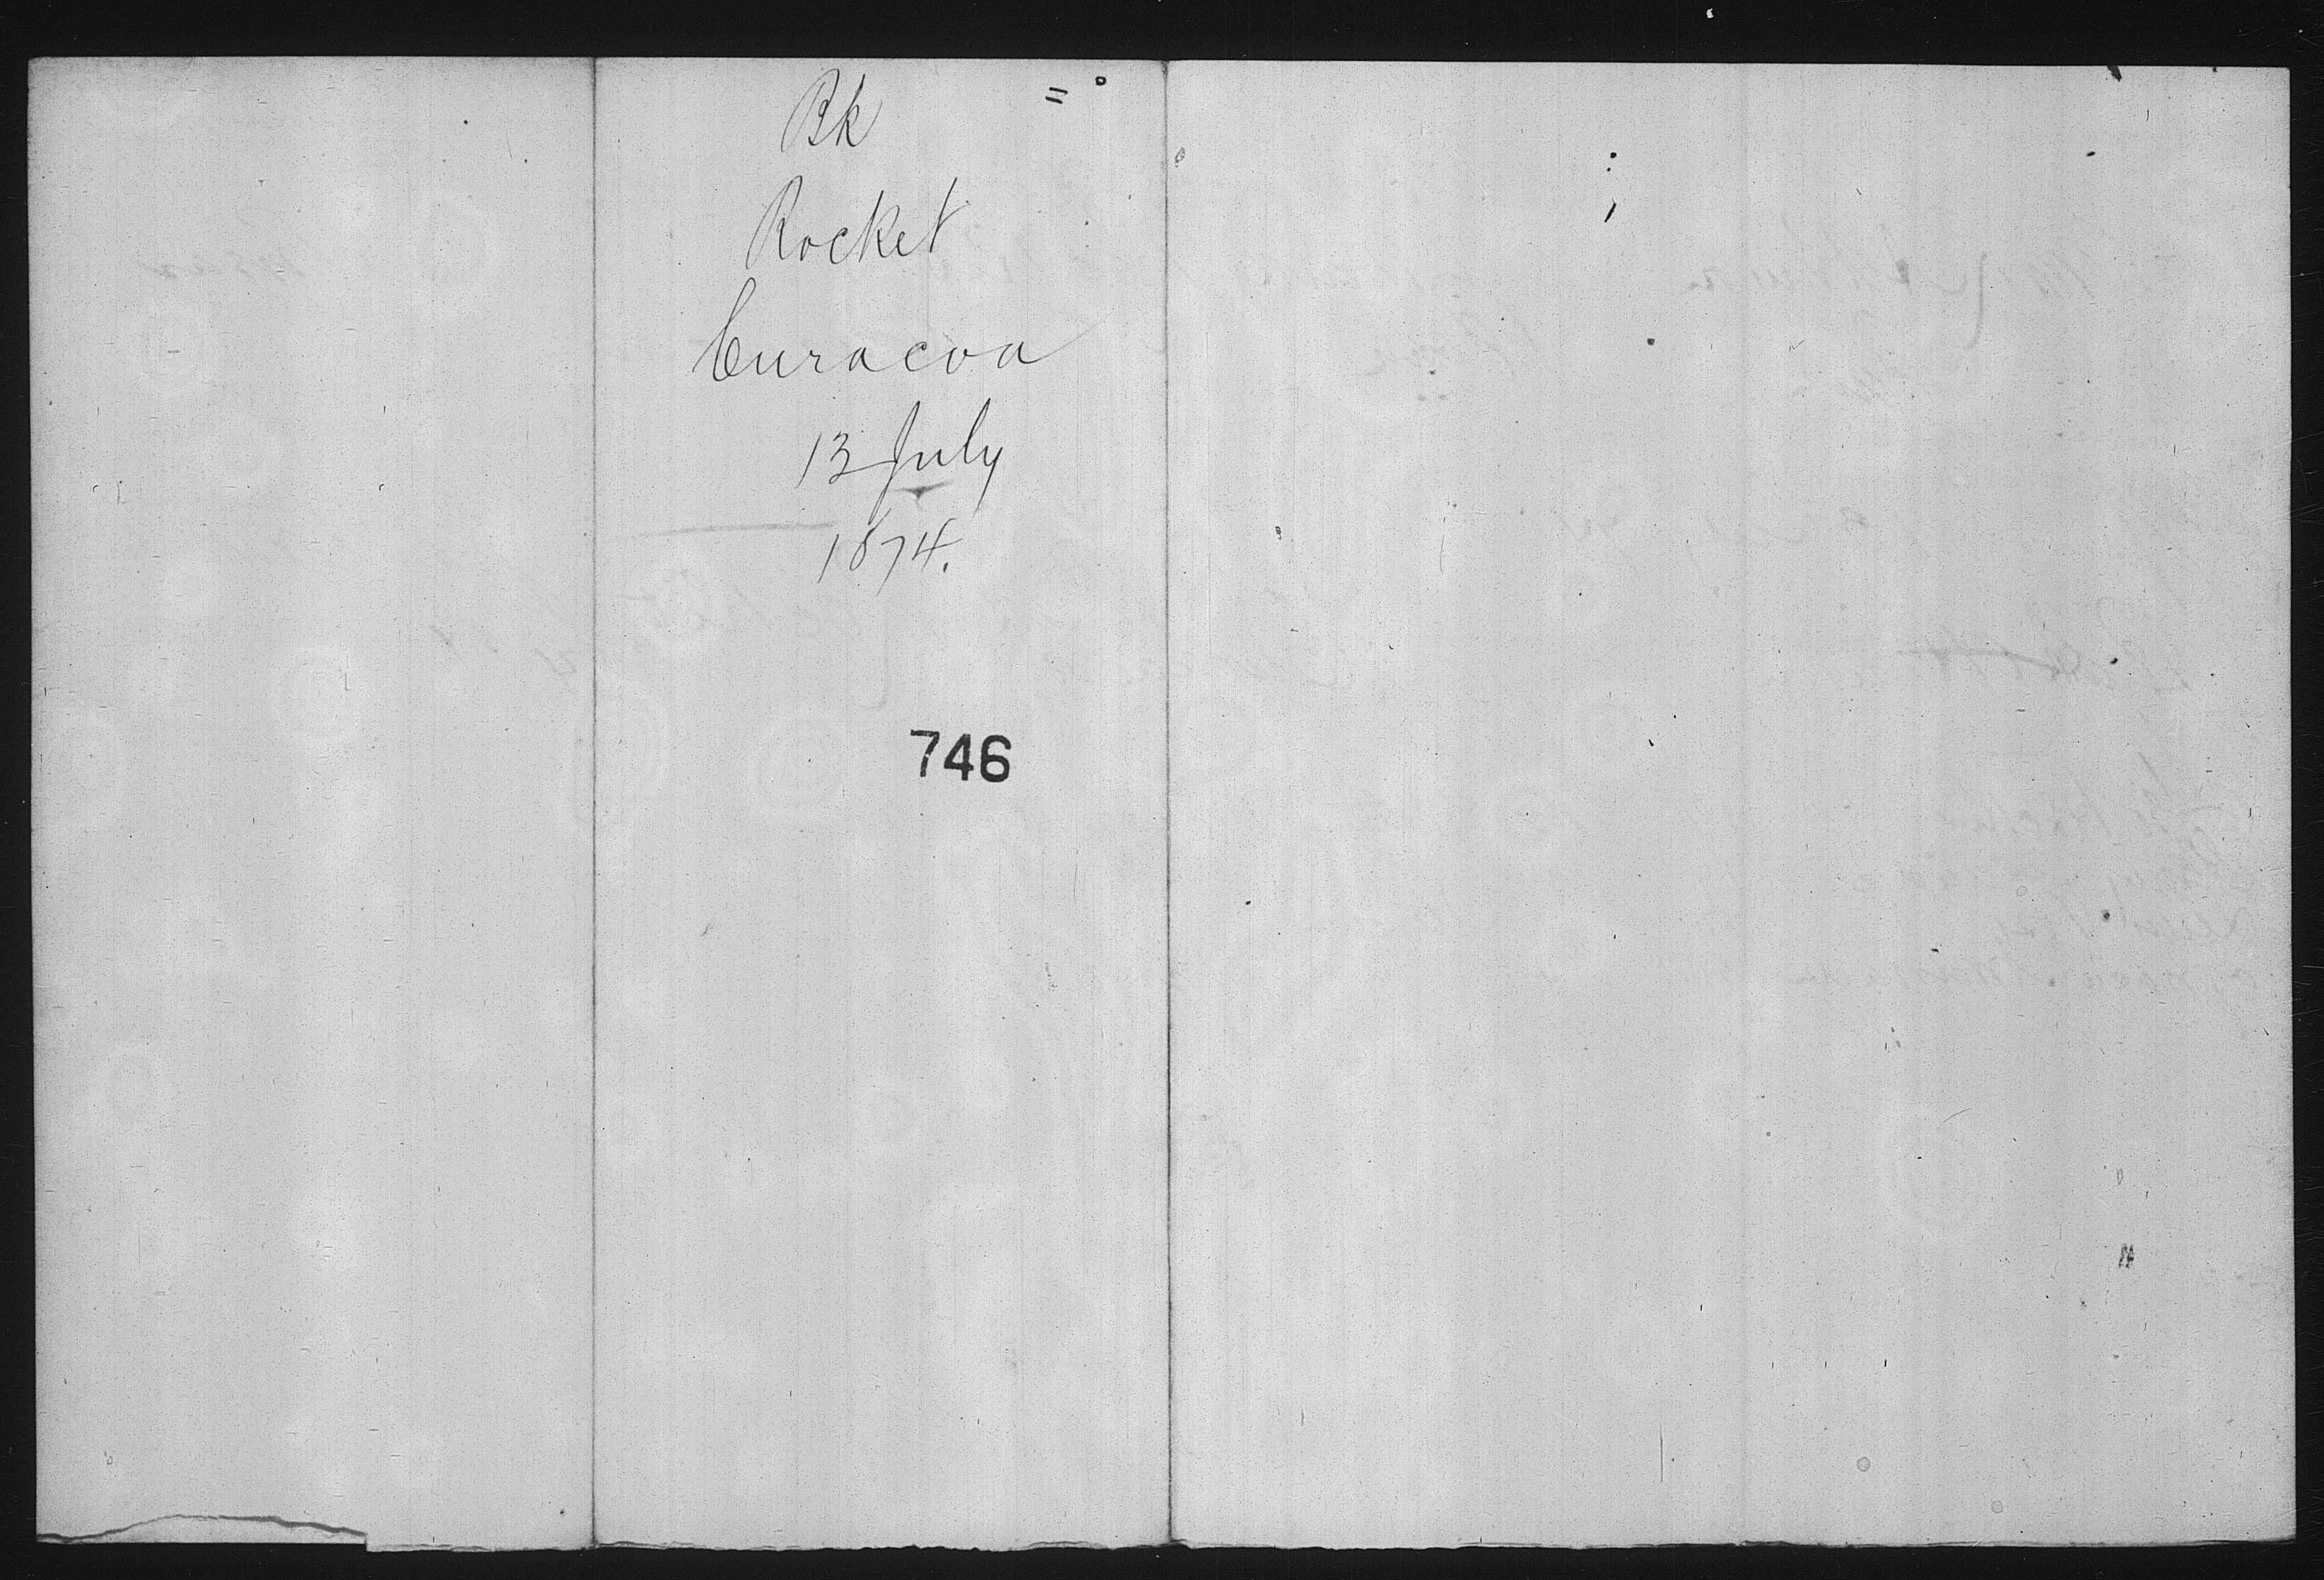 Bk
Rocket
Curacoa
13 July
1874.
746